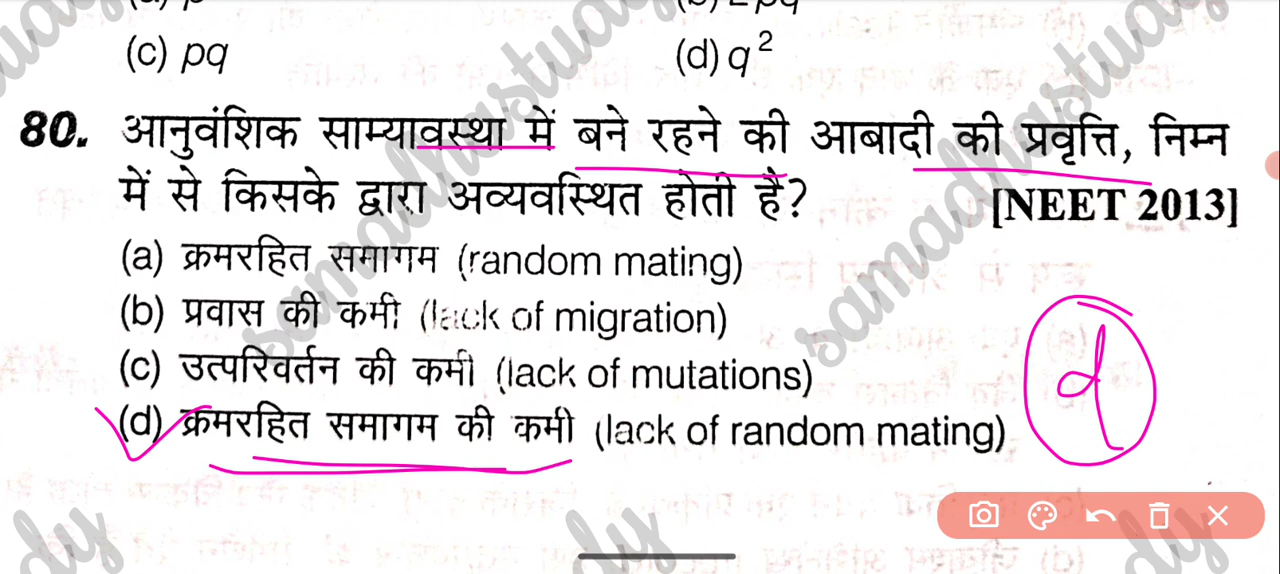 (c) pq (d) q²
80. आनुवंशिक साम्यावस्था में बने रहने की आबादी की प्रवृत्ति, निम्न
में से किसके द्वारा अव्यवस्थित होती है? [NEET 2013]
(a) क्रमरहित समागम (random mating)
(b) प्रवास की कमी (lack of migration)
(c) उत्परिवर्तन की कमी (lack of mutations)
(d) क्रमरहित समागम की कमी (lack of random mating)
d
samadhastudy
samadhastudy